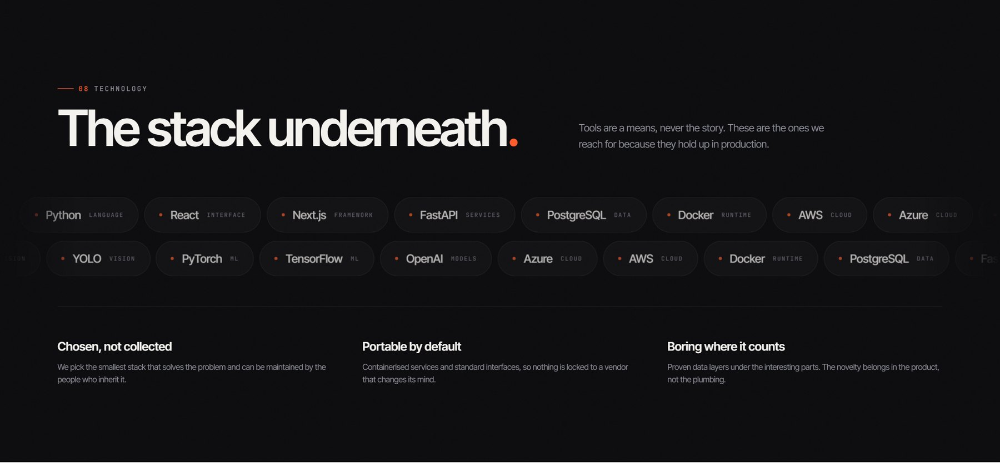 08 TECHNOLOGY
The stack underneath.
Tools are a means, never the story. These are the ones we
reach for because they hold up in production.
Python LANGUAGE React INTERFACE Next.js FRAMEWORK FastAPI SERVICES PostgreSQL DATA Docker RUNTIME AWS CLOUD Azure CLOUD
YOLO VISION PyTorch ML TensorFlow ML OpenAI MODELS Azure CLOUD AWS CLOUD Docker RUNTIME PostgreSQL DATA
Chosen, not collected
We pick the smallest stack that solves the problem and can be maintained by the
people who inherit it.
Portable by default
Containerised services and standard interfaces, so nothing is locked to a vendor
that changes its mind.
Boring where it counts
Proven data layers under the interesting parts. The novelty belongs in the product,
not the plumbing.